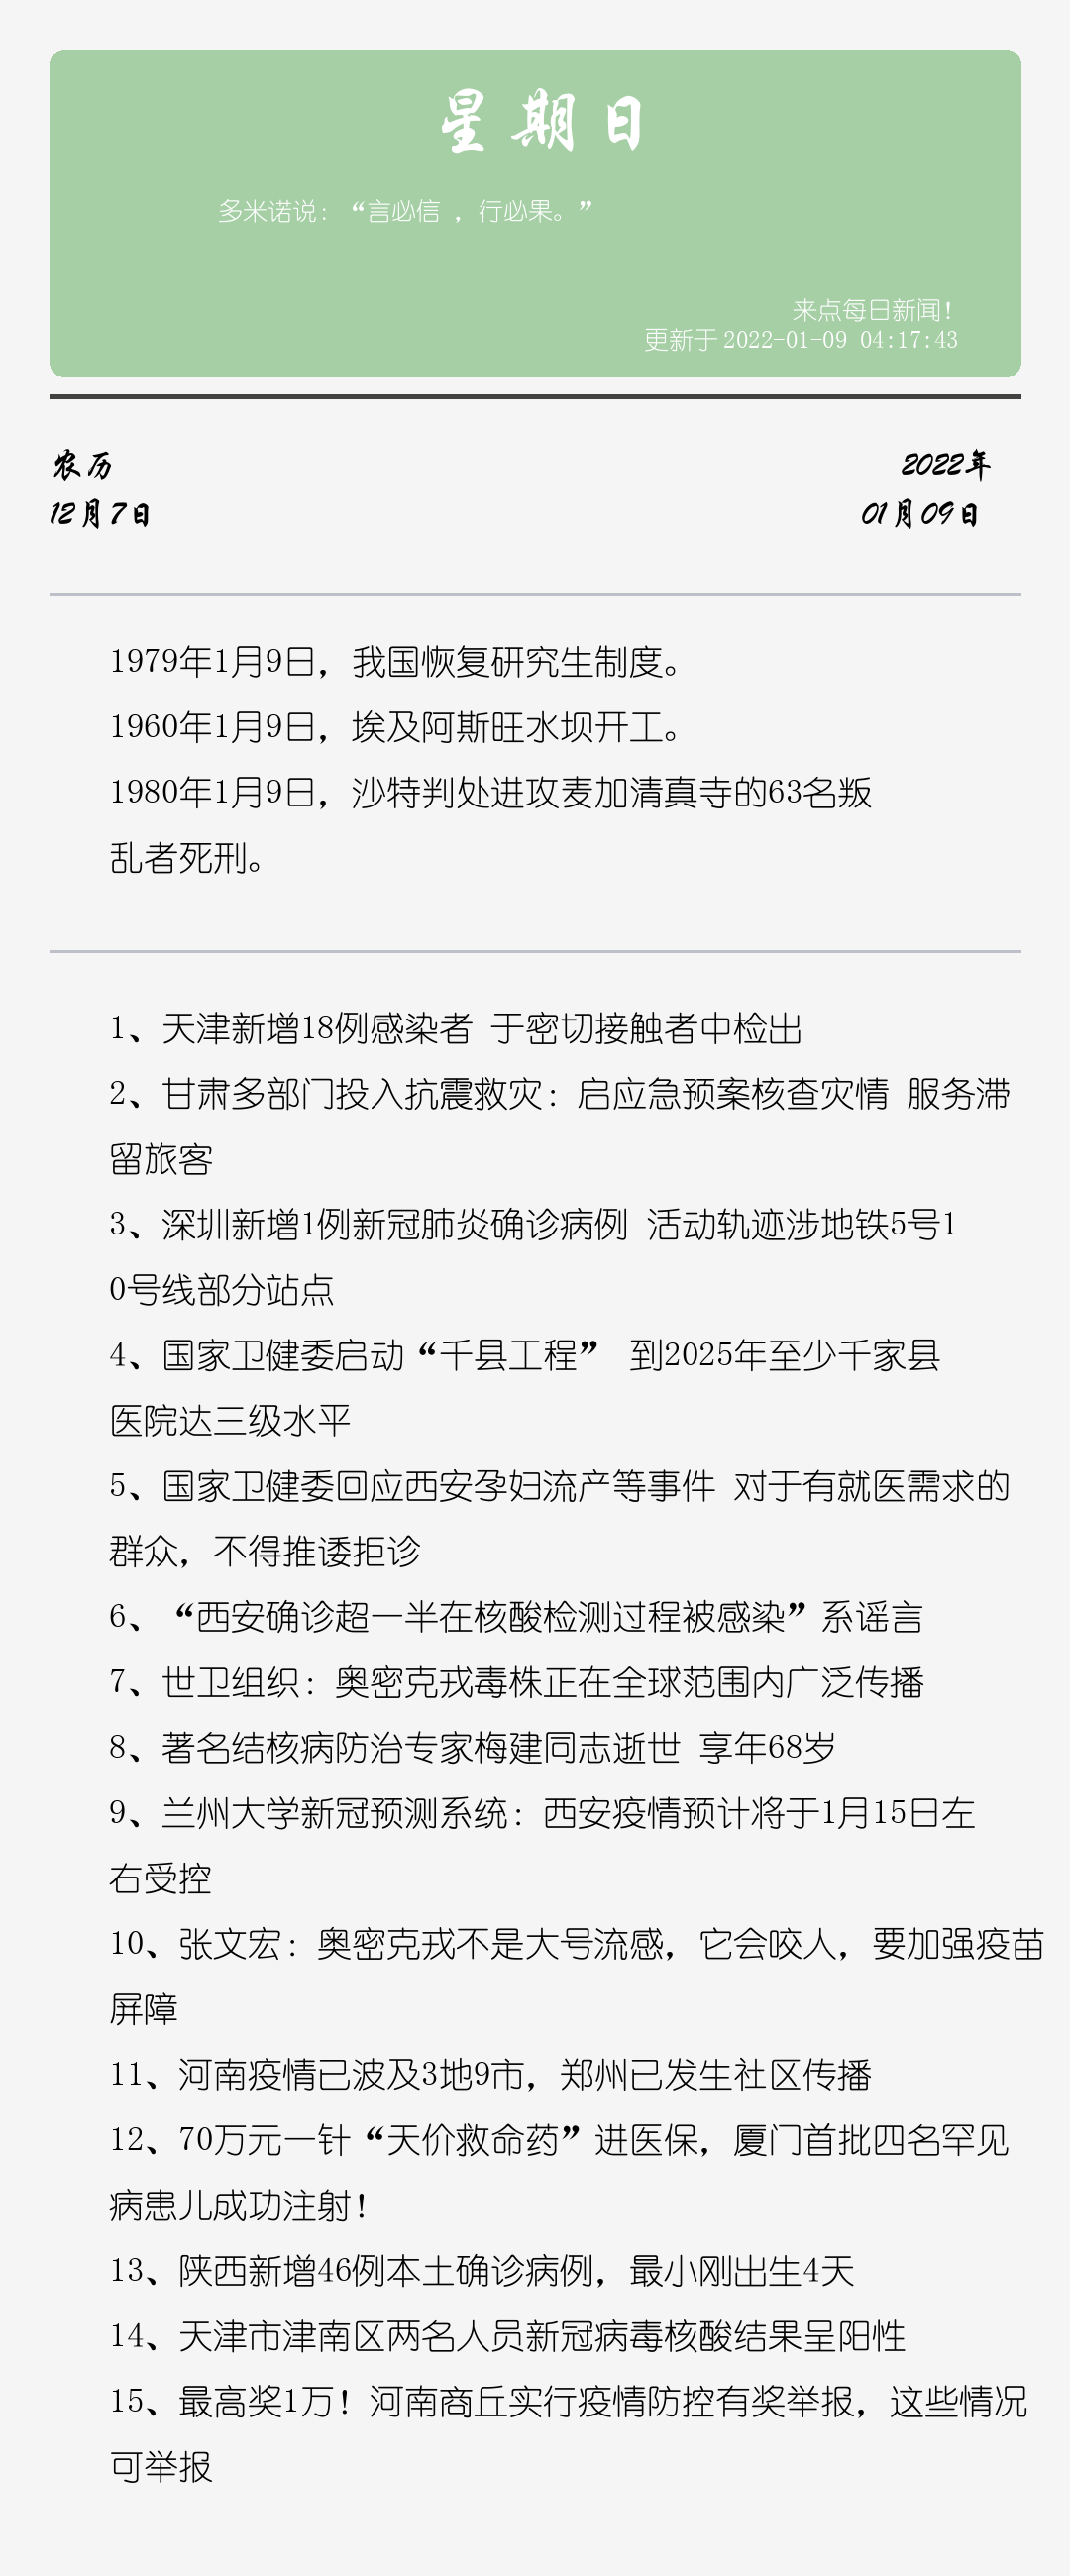 星期日
多米诺说：“言必信 ，行必果。”
来点每日新闻！
更新于2022-01-09 04:17:43
农历
12月7日
2022年
01月09日
1979年1月9日，我国恢复研究生制度。
1960年1月9日，埃及阿斯旺水坝开工。
1980年1月9日，沙特判处进攻麦加清真寺的63名叛
乱者死刑。
1、天津新增18例感染者 于密切接触者中检出
2、甘肃多部门投入抗震救灾：启应急预案核查灾情 服务滞
留旅客
3、深圳新增1例新冠肺炎确诊病例 活动轨迹涉地铁5号1
0号线部分站点
4、国家卫健委启动“千县工程” 到2025年至少千家县
医院达三级水平
5、国家卫健委回应西安孕妇流产等事件 对于有就医需求的
群众，不得推诿拒诊
6、“西安确诊超一半在核酸检测过程被感染”系谣言
7、世卫组织：奥密克戎毒株正在全球范围内广泛传播
8、著名结核病防治专家梅建同志逝世 享年68岁
9、兰州大学新冠预测系统：西安疫情预计将于1月15日左
右受控
10、张文宏：奥密克戎不是大号流感，它会咬人，要加强疫苗
屏障
11、河南疫情已波及3地9市，郑州已发生社区传播
12、70万元一针“天价救命药”进医保，厦门首批四名罕见
病患儿成功注射！
13、陕西新增46例本土确诊病例，最小刚出生4天
14、天津市津南区两名人员新冠病毒核酸结果呈阳性
15、最高奖1万！河南商丘实行疫情防控有奖举报，这些情况
可举报